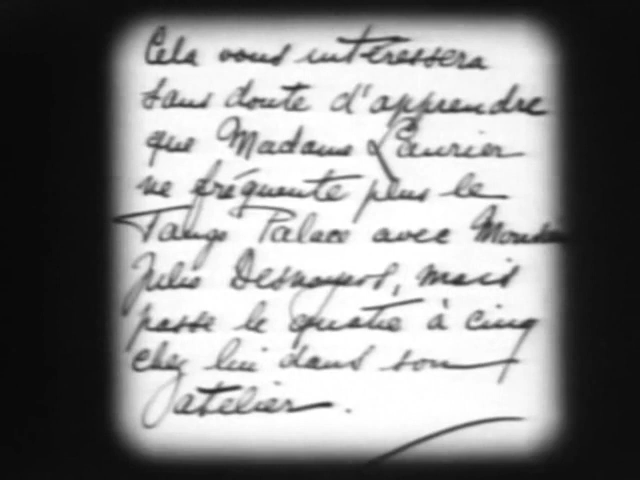 Cela vous intéressera
sans doute d'apprendre
que Madame Laurier
ne fréquente plus le
Tango Palace avec Monsieur
Julio Desnoyers, mais
passe le quatre à cinq
chez lui dans son
atelier.